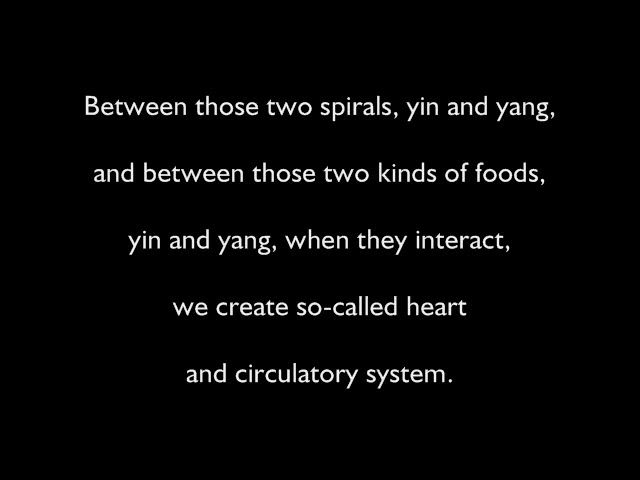 Between those two spirals, yin and yang,
and between those two kinds of foods,
yin and yang, when they interact,
we create so-called heart
and circulatory system.